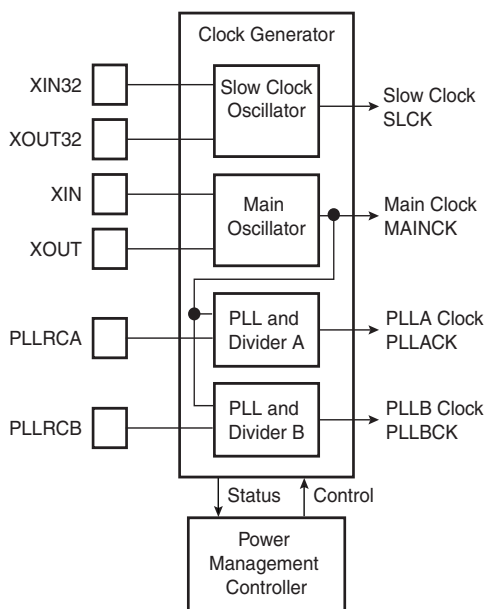 Clock Generator
XIN32
Slow Clock
Oscillator
Slow Clock
SLCK
XOUT32
XIN
Main
Oscillator
Main Clock
MAINCK
XOUT
PLLRCA
PLL and
Divider A
PLLA Clock
PLLACK
PLLRCB
PLL and
Divider B
PLLB Clock
PLLBCK
Status
Control
Power
Management
Controller